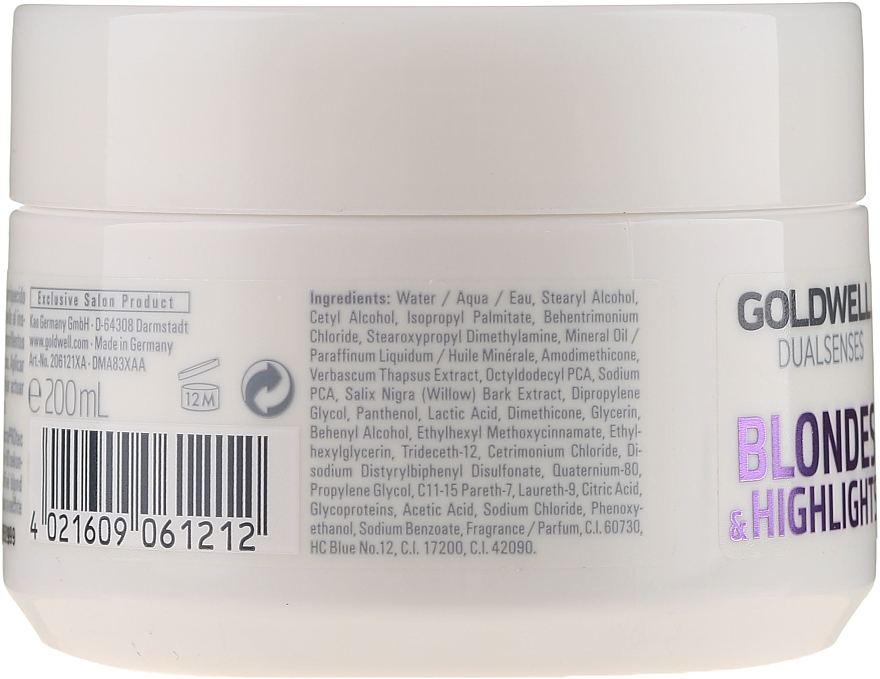 Exclusive Salon Product
Kao Germany GmbH · D-64308 Darmstadt
www.goldwell.com · Made in Germany
Art.-No. 206121XA · DMA83XAA
e 200mL
12M
4 021609 061212
Ingredients: Water / Aqua / Eau, Stearyl Alcohol,
Cetyl Alcohol, Isopropyl Palmitate, Behentrimonium
Chloride, Stearoxypropyl Dimethylamine, Mineral Oil /
Paraffinum Liquidum / Huile Minérale, Amodimethicone,
Verbascum Thapsus Extract, Octyldodecyl PCA, Sodium
PCA, Salix Nigra (Willow) Bark Extract, Dipropylene
Glycol, Panthenol, Lactic Acid, Dimethicone, Glycerin,
Behenyl Alcohol, Ethylhexyl Methoxycinnamate, Ethyl-
hexylglycerin, Trideceth-12, Cetrimonium Chloride, Di-
sodium Distyrylbiphenyl Disulfonate, Quaternium-80,
Propylene Glycol, C11-15 Pareth-7, Laureth-9, Citric Acid,
Glycoproteins, Acetic Acid, Sodium Chloride, Phenoxy-
ethanol, Sodium Benzoate, Fragrance / Parfum, C.I. 60730,
HC Blue No.12, C.I. 17200, C.I. 42090.
GOLDWELL
DUALSENSES
BLONDES
& HIGHLIGHTS